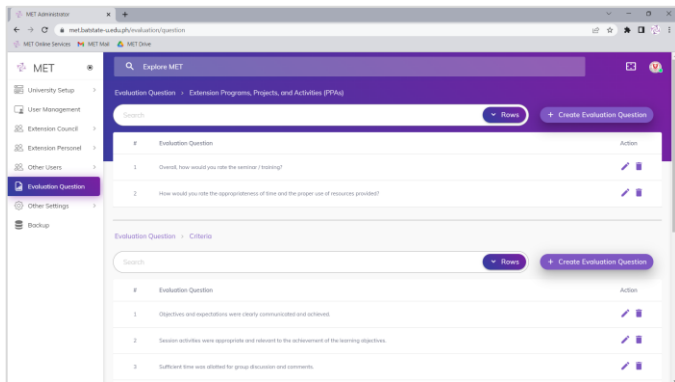 MET Administrator
met.batstate-u.edu.ph/evaluation/question
MET Online Services MET Mail MET Drive
MET
Explore MET
V
University Setup
User Management
Extension Council
Extension Personel
Other Users
Evaluation Question
Other Settings
Backup
Evaluation Question > Extension Programs, Projects, and Activities (PPAs)
Search
Rows
+ Create Evaluation Question
# Evaluation Question Action
1 Overall, how would you rate the seminar / training?
2 How would you rate the appropriateness of time and the proper use of resources provided?
Evaluation Question > Criteria
Search
Rows
+ Create Evaluation Question
# Evaluation Question Action
1 Objectives and expectations were clearly communicated and achieved.
2 Session activities were appropriate and relevant to the achievement of the learning objectives.
3 Sufficient time was allotted for group discussion and comments.